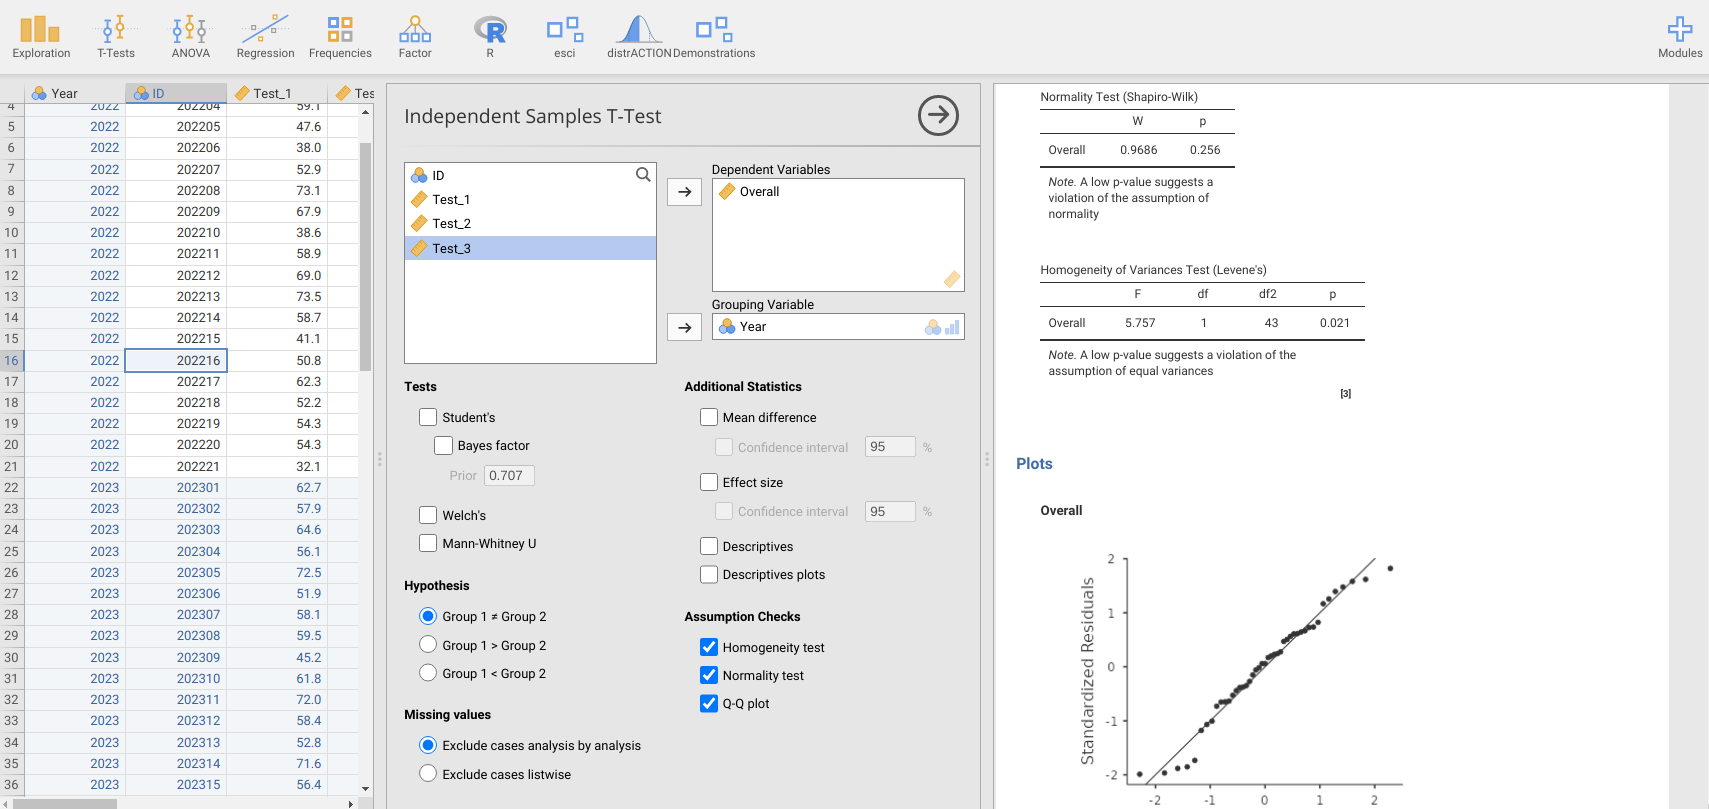 Exploration T-Tests ANOVA Regression Frequencies Factor R esci distrACTION Demonstrations Modules
Year ID Test_1 Tes
4 2022 202204 59.1
5 2022 202205 47.6
6 2022 202206 38.0
7 2022 202207 52.9
8 2022 202208 73.1
9 2022 202209 67.9
10 2022 202210 38.6
11 2022 202211 58.9
12 2022 202212 69.0
13 2022 202213 73.5
14 2022 202214 58.7
15 2022 202215 41.1
16 2022 202216 50.8
17 2022 202217 62.3
18 2022 202218 52.2
19 2022 202219 54.3
20 2022 202220 54.3
21 2022 202221 32.1
22 2023 202301 62.7
23 2023 202302 57.9
24 2023 202303 64.6
25 2023 202304 56.1
26 2023 202305 72.5
27 2023 202306 51.9
28 2023 202307 58.1
29 2023 202308 59.5
30 2023 202309 45.2
31 2023 202310 61.8
32 2023 202311 72.0
33 2023 202312 58.4
34 2023 202313 52.8
35 2023 202314 71.6
36 2023 202315 56.4
Independent Samples T-Test
ID
Test_1
Test_2
Test_3
Dependent Variables
Overall
Grouping Variable
Year
Tests
Student's
Bayes factor
Prior 0.707
Welch's
Mann-Whitney U
Hypothesis
Group 1 ≠ Group 2
Group 1 > Group 2
Group 1 < Group 2
Missing values
Exclude cases analysis by analysis
Exclude cases listwise
Additional Statistics
Mean difference
Confidence interval 95 %
Effect size
Confidence interval 95 %
Descriptives
Descriptives plots
Assumption Checks
Homogeneity test
Normality test
Q-Q plot
Normality Test (Shapiro-Wilk)
W p
Overall 0.9686 0.256
Note. A low p-value suggests a
violation of the assumption of
normality
Homogeneity of Variances Test (Levene's)
F df df2 p
Overall 5.757 1 43 0.021
Note. A low p-value suggests a violation of the
assumption of equal variances
[3]
Plots
Overall
Standardized Residuals
2
1
0
-1
-2
-2 -1 0 1 2